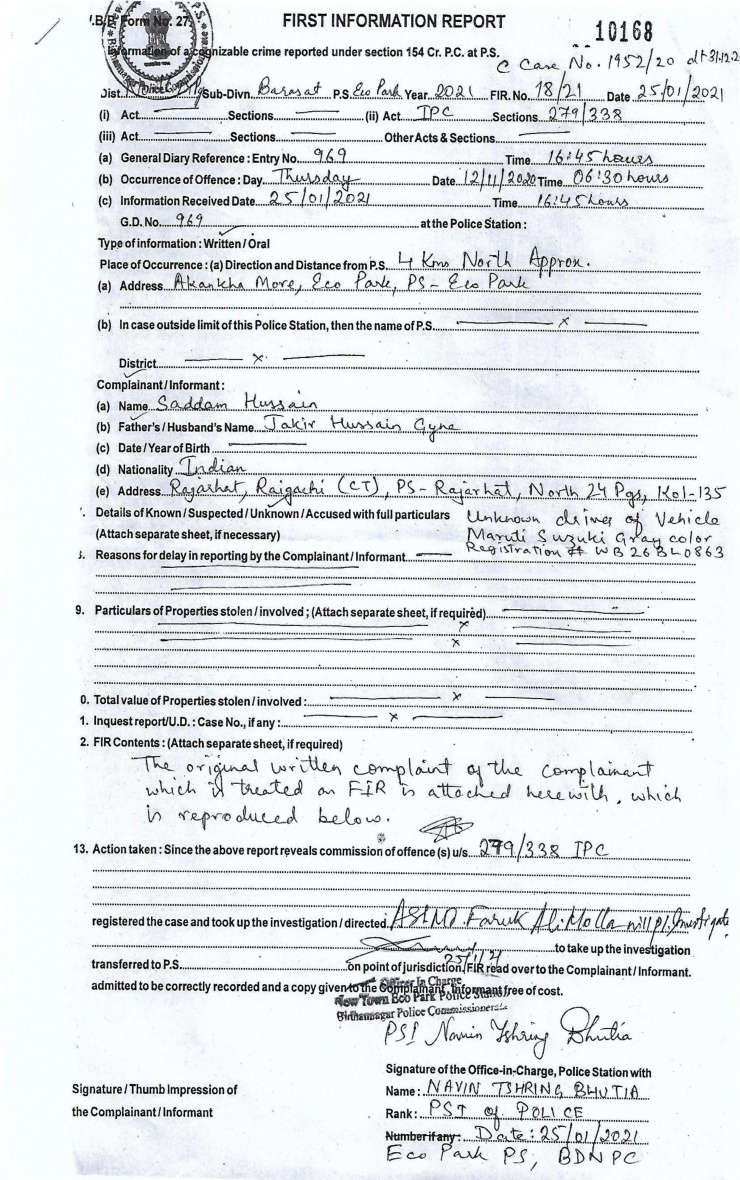 W.B.P. Form No. 27
FIRST INFORMATION REPORT
10168
Information of a cognizable crime reported under section 154 Cr. P.C. at P.S.
C Case No. 1952/20 dt-31.12.2
Dist. Sub-Divn. Barasat P.S. Eco Park Year 2021 FIR. No. 18/21 Date 25/01/2021
(i) Act Sections (ii) Act IPC Sections 279/338
(iii) Act Sections Other Acts & Sections
(a) General Diary Reference : Entry No. 969 Time 16:45 hours
(b) Occurrence of Offence : Day Thursday Date 12/11/2020 Time 06:30 hours
(c) Information Received Date 25/01/2021 Time 16:45 hours
G.D. No. 969 at the Police Station :
Type of information : Written / Oral
Place of Occurrence : (a) Direction and Distance from P.S. 4 Kms North Approx.
(a) Address Akankha More, Eco Park, PS - Eco Park
(b) In case outside limit of this Police Station, then the name of P.S. x
District x
Complainant / Informant :
(a) Name Saddam Hussain
(b) Father's / Husband's Name Jakir Hussain Gyne
(c) Date / Year of Birth
(d) Nationality Indian
(e) Address Rajarhat, Raigachi (CT), PS - Rajarhat, North 24 Pgs, Kol-135
Details of Known / Suspected / Unknown / Accused with full particulars Unknown driver of Vehicle
(Attach separate sheet, if necessary) Maruti Suzuki Gray color
Registration # WB26BL0863
Reasons for delay in reporting by the Complainant / Informant
9. Particulars of Properties stolen / involved ; (Attach separate sheet, if required)
x
x
0. Total value of Properties stolen / involved : x
1. Inquest report / U.D. : Case No., if any : x
2. FIR Contents : (Attach separate sheet, if required)
The original written complaint of the complainant
which is treated as FIR is attached herewith, which
is reproduced below.
13. Action taken : Since the above report reveals commission of offence (s) u/s. 279/338 IPC
registered the case and took up the investigation / directed ASI MD. Faruk Ali Molla will pl. Investigate
to take up the investigation
25/1/21
transferred to P.S. on point of jurisdiction. FIR read over to the Complainant / Informant.
admitted to be correctly recorded and a copy given to the Complainant, Informant free of cost.
Officer In Charge
New Town Eco Park Police Station
Bidhannagar Police Commissionerate
PSI Navin Tshring Bhutia
Signature of the Office-in-Charge, Police Station with
Signature / Thumb Impression of
the Complainant / Informant
Name : NAVIN TSHRING BHUTIA
Rank : PSI of POLICE
Number if any : Date : 25/01/2021
Eco Park PS, BDNPC